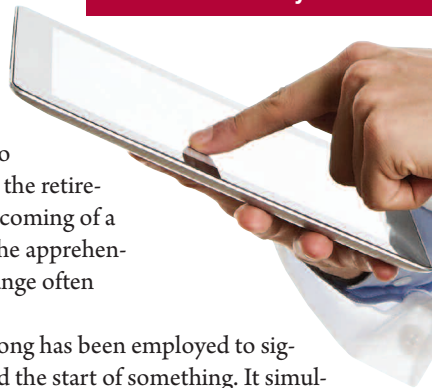 o
the retire-
coming of a
he apprehen-
nge often
ong has been employed to sig-
d the start of something. It simul-